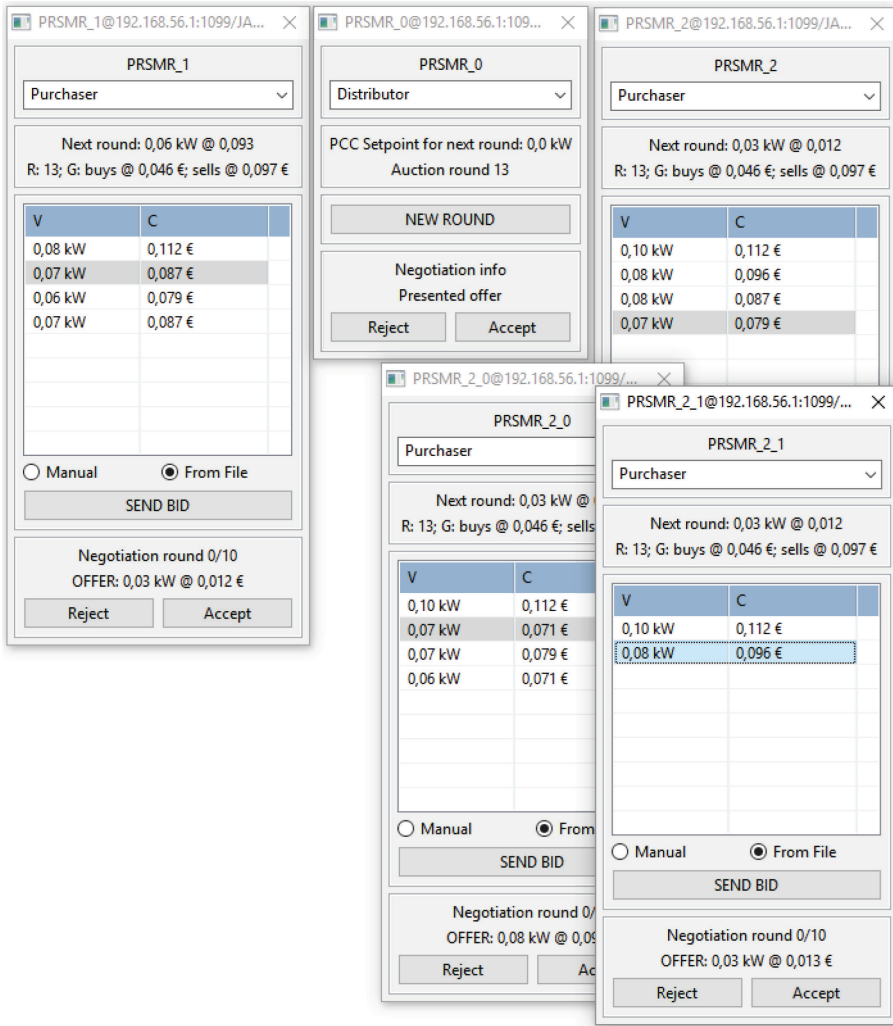 PRSMR_1@192.168.56.1:1099/JA...
PRSMR_1
Purchaser
Next round: 0,06 kW @ 0,093
R: 13; G: buys @ 0,046 €; sells @ 0,097 €
V C
0,08 kW 0,112 €
0,07 kW 0,087 €
0,06 kW 0,079 €
0,07 kW 0,087 €
Manual From File
SEND BID
Negotiation round 0/10
OFFER: 0,03 kW @ 0,012 €
Reject Accept
PRSMR_0@192.168.56.1:109...
PRSMR_0
Distributor
PCC Setpoint for next round: 0,0 kW
Auction round 13
NEW ROUND
Negotiation info
Presented offer
Reject Accept
PRSMR_2@192.168.56.1:1099/JA...
PRSMR_2
Purchaser
Next round: 0,03 kW @ 0,012
R: 13; G: buys @ 0,046 €; sells @ 0,097 €
V C
0,10 kW 0,112 €
0,08 kW 0,096 €
0,08 kW 0,087 €
0,07 kW 0,079 €
PRSMR_2_0@192.168.56.1:1099/...
PRSMR_2_0
Purchaser
Next round: 0,03 kW @
R: 13; G: buys @ 0,046 €; sells
V C
0,10 kW 0,112 €
0,07 kW 0,071 €
0,07 kW 0,079 €
0,06 kW 0,071 €
Manual From
SEND BID
Negotiation round 0/
OFFER: 0,08 kW @ 0,09
Reject Ac
PRSMR_2_1@192.168.56.1:1099/...
PRSMR_2_1
Purchaser
Next round: 0,03 kW @ 0,012
R: 13; G: buys @ 0,046 €; sells @ 0,097 €
V C
0,10 kW 0,112 €
0,08 kW 0,096 €
Manual From File
SEND BID
Negotiation round 0/10
OFFER: 0,03 kW @ 0,013 €
Reject Accept